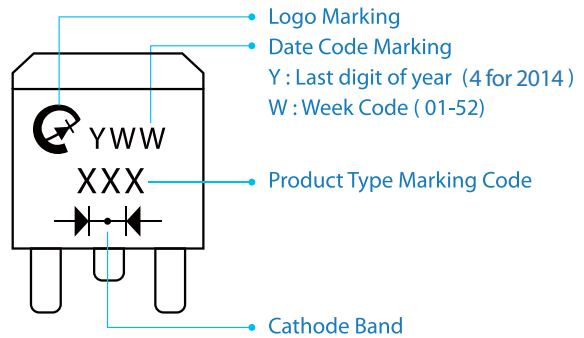 Logo Marking
Date Code Marking
Y : Last digit of year (4 for 2014 )
W : Week Code ( 01-52)
YWW
XXX
Product Type Marking Code
Cathode Band